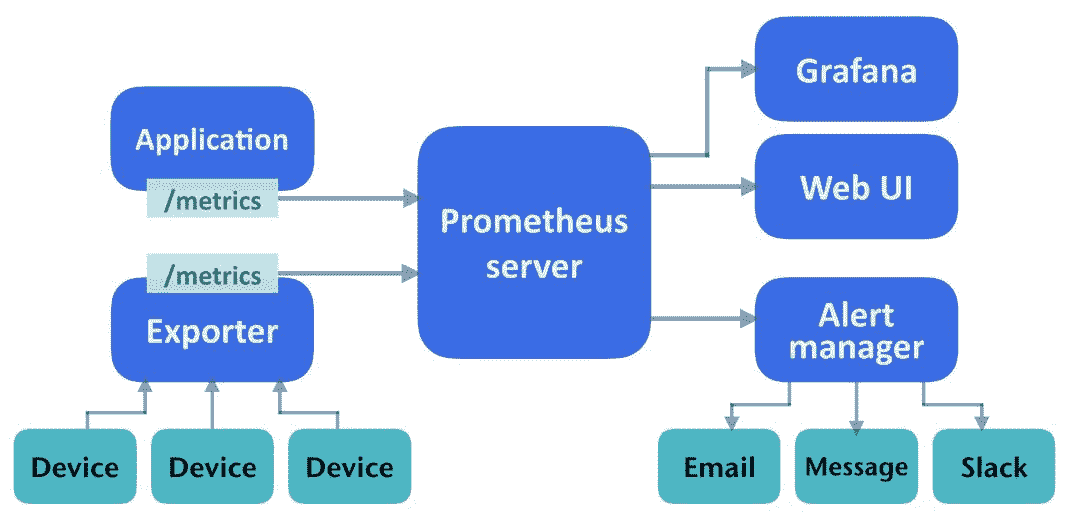 Application
/metrics
/metrics
Exporter
Device
Device
Device
Prometheus
server
Grafana
Web UI
Alert
manager
Email
Message
Slack